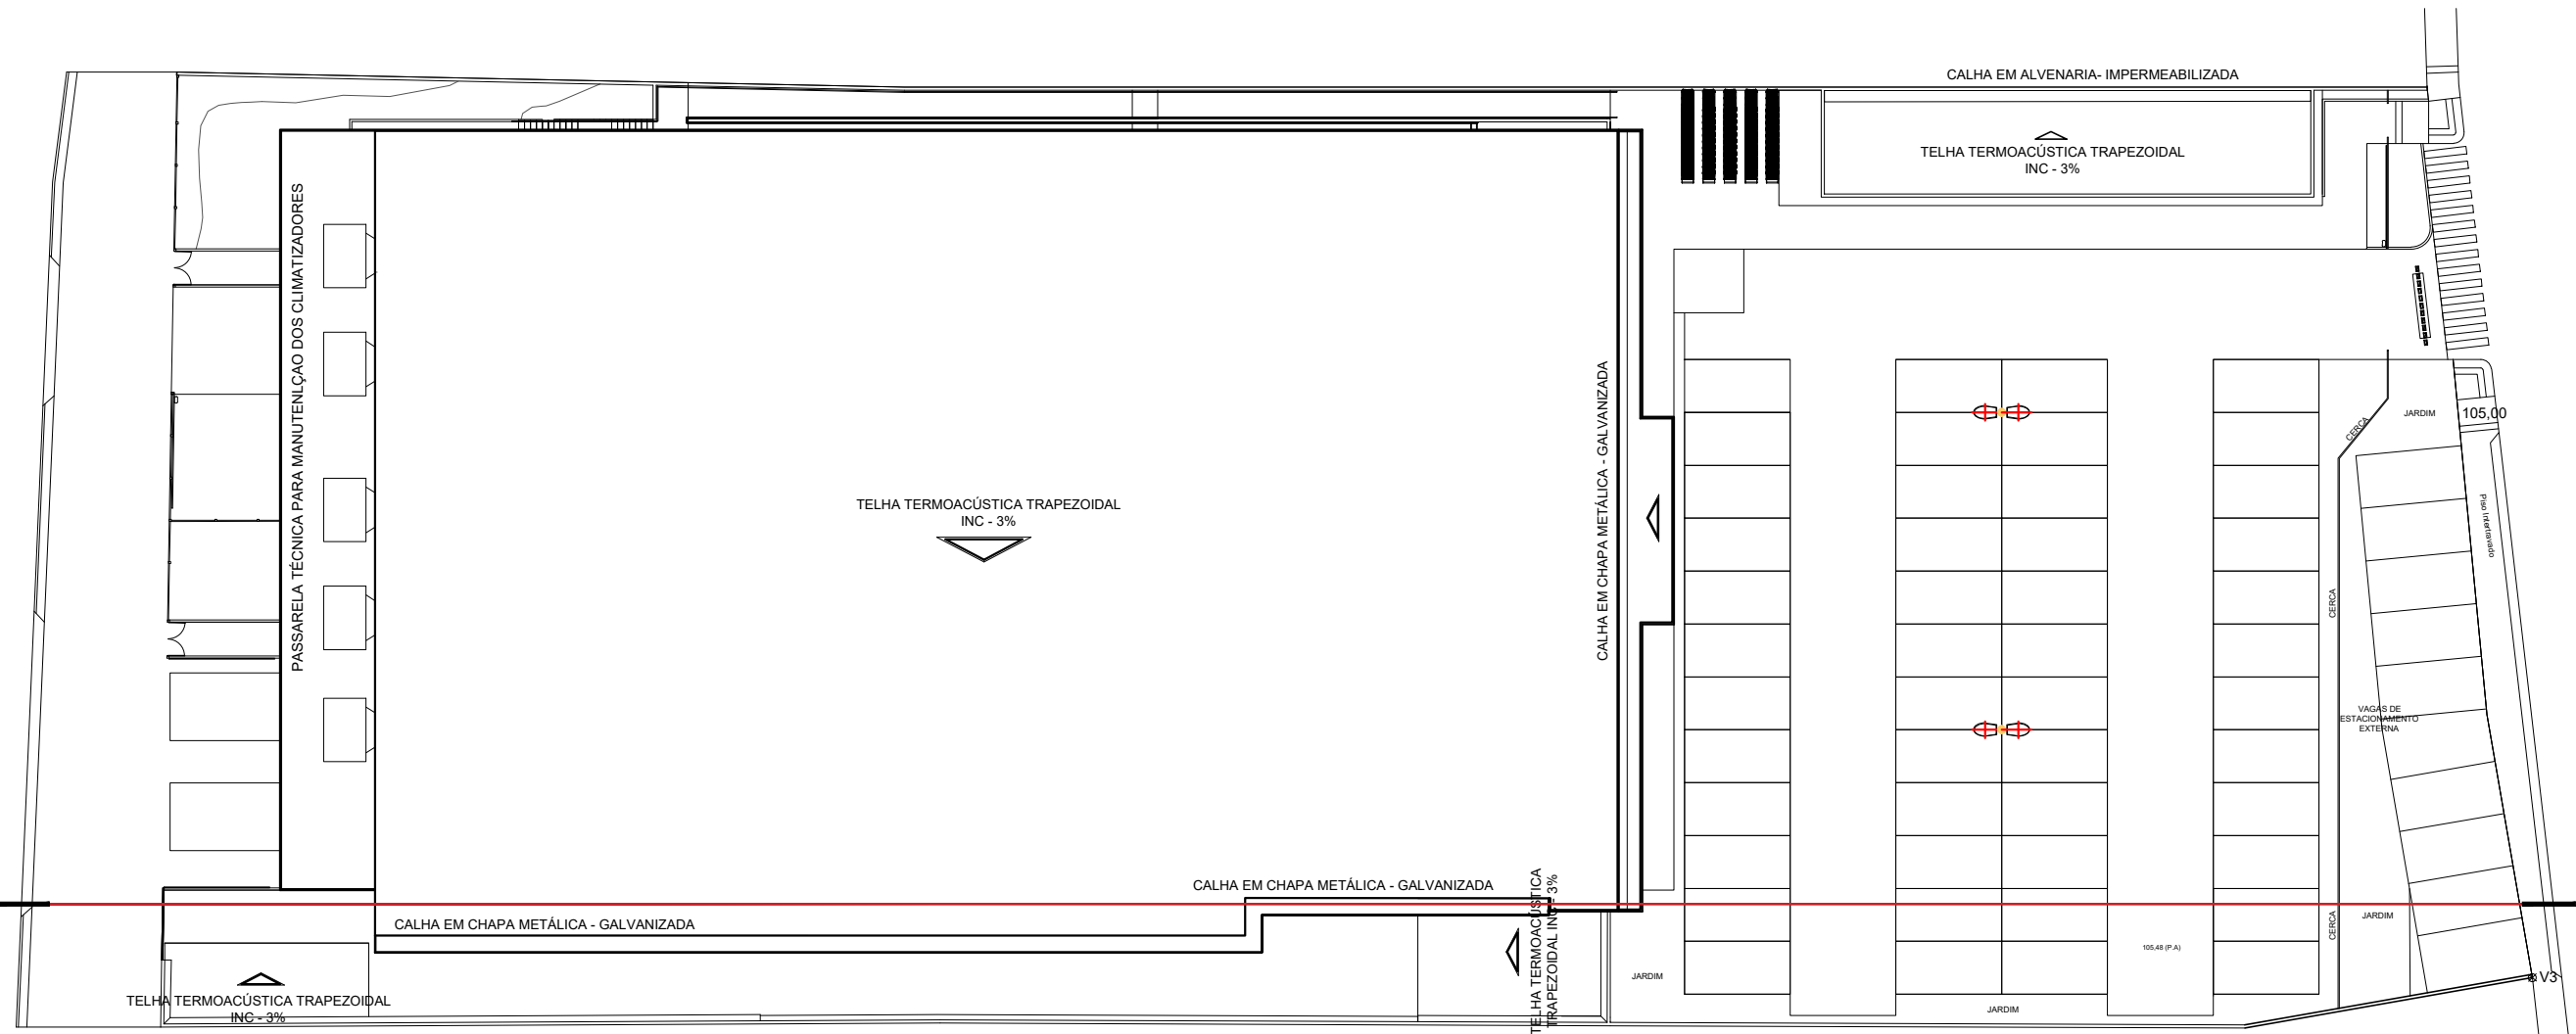 CALHA EM ALVENARIA- IMPERMEABILIZADA
TELHA TERMOACÚSTICA TRAPEZOIDAL
INC - 3%
PASSARELA TÉCNICA PARA MANUTENLÇAO DOS CLIMATIZADORES
CALHA EM CHAPA METÁLICA - GALVANIZADA
TELHA TERMOACÚSTICA TRAPEZOIDAL
INC - 3%
JARDIM
105,00
CERCA
Piso Intertravado
CERCA
VAGAS DE
ESTACIONAMENTO
EXTERNA
CALHA EM CHAPA METÁLICA - GALVANIZADA
CALHA EM CHAPA METÁLICA - GALVANIZADA
TELHA TERMOACÚSTICA
TRAPEZOIDAL INC - 3%
CERCA
JARDIM
105,48 (P.A)
JARDIM
V3
TELHA TERMOACÚSTICA TRAPEZOIDAL
INC - 3%
JARDIM